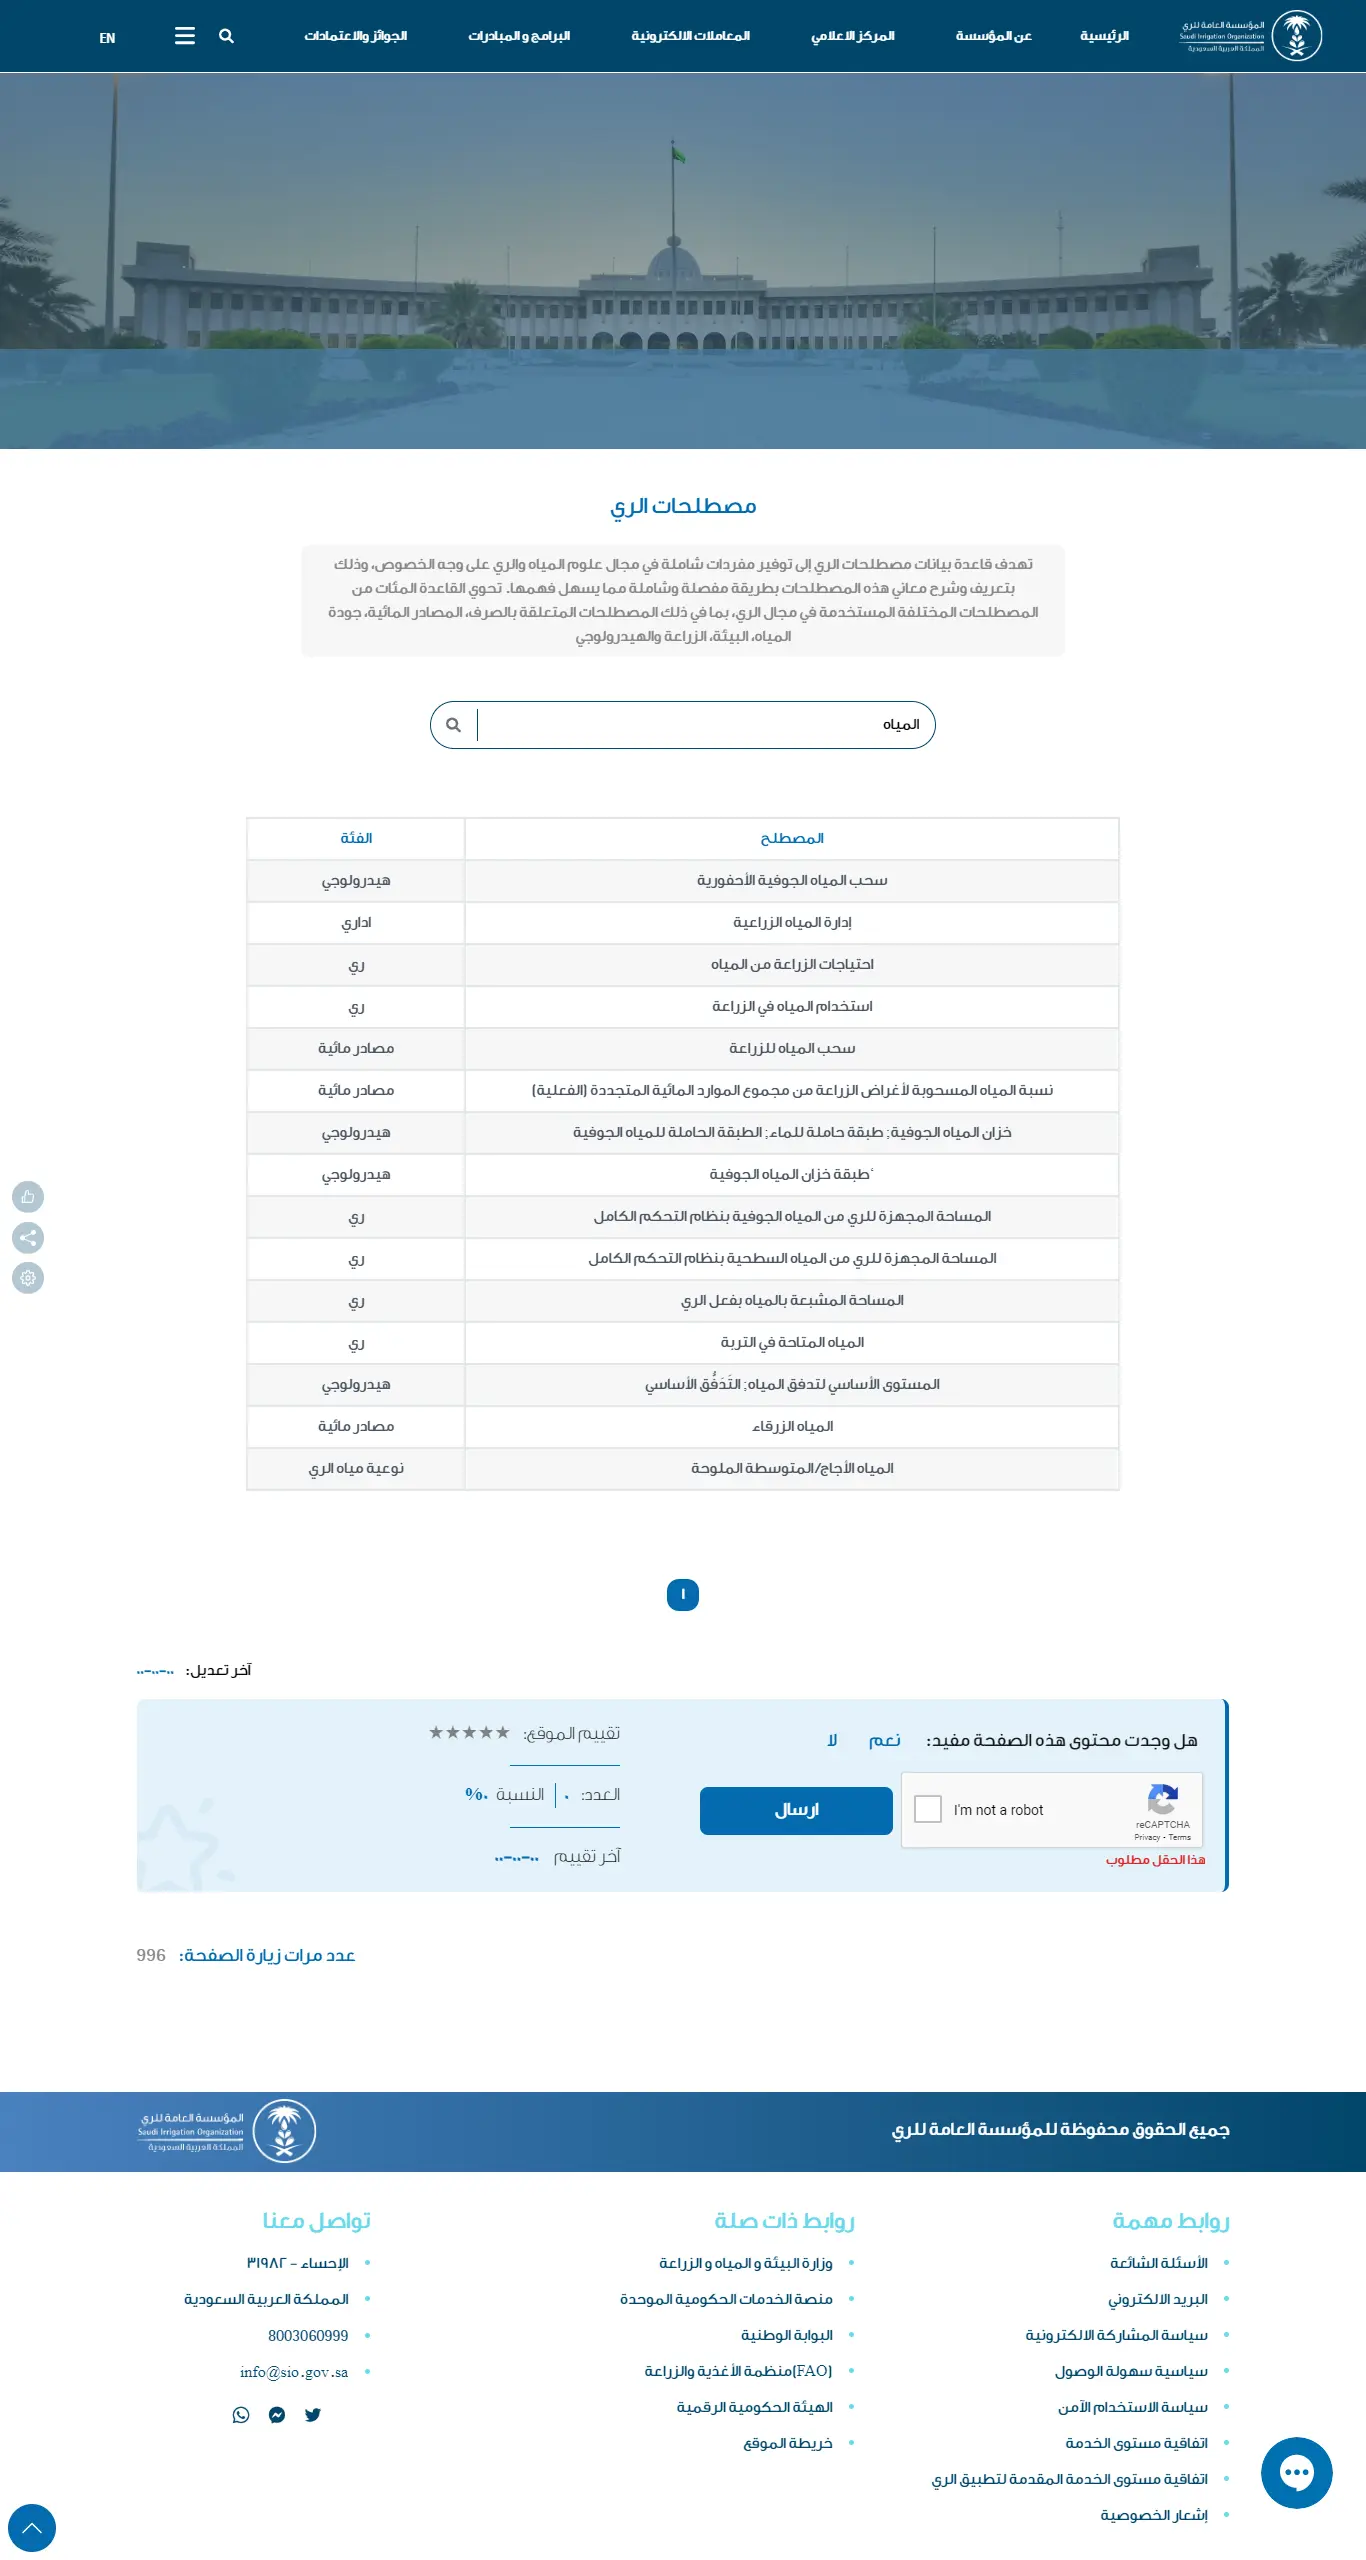 المؤسسة العامة للري
Saudi Irrigation Organization
المملكة العربية السعودية
الرئيسية
عن المؤسسة
المركز الاعلامي
المعاملات الالكترونية
البرامج و المبادرات
الجوائز والاعتمادات
EN
مصطلحات الري
تهدف قاعدة بيانات مصطلحات الري إلى توفير مفردات شاملة في مجال علوم المياه والري على وجه الخصوص، وذلك
بتعريف وشرح معاني هذه المصطلحات بطريقة مفصلة وشاملة مما يسهل فهمها. تحوي القاعدة المئات من
المصطلحات المختلفة المستخدمة في مجال الري، بما في ذلك المصطلحات المتعلقة بالصرف، المصادر المائية، جودة
المياه، البيئة، الزراعة والهيدرولوجي
المياه
المصطلح الفئة
سحب المياه الجوفية الأحفورية هيدرولوجي
إدارة المياه الزراعية اداري
احتياجات الزراعة من المياه ري
استخدام المياه في الزراعة ري
سحب المياه للزراعة مصادر مائية
نسبة المياه المسحوبة لأغراض الزراعة من مجموع الموارد المائية المتجددة (الفعلية) مصادر مائية
خزان المياه الجوفية; طبقة حاملة للماء; الطبقة الحاملة للمياه الجوفية هيدرولوجي
ٔطبقة خزان المياه الجوفية هيدرولوجي
المساحة المجهزة للري من المياه الجوفية بنظام التحكم الكامل ري
المساحة المجهزة للري من المياه السطحية بنظام التحكم الكامل ري
المساحة المشبعة بالمياه بفعل الري ري
المياه المتاحة في التربة ري
المستوى الأساسي لتدفق المياه; التَدَفُّق الأساسي هيدرولوجي
المياه الزرقاء مصادر مائية
المياه الأجاج/المتوسطة الملوحة نوعية مياه الري
١
آخر تعديل: ٠٠-٠٠-٠٠
هل وجدت محتوى هذه الصفحة مفيد: نعم لا
I'm not a robot
reCAPTCHA
Privacy - Terms
هذا الحقل مطلوب
ارسال
تقييم الموقع: ★★★★★
العدد: ٠ | النسبة ٠%
آخر تقييم ٠٠-٠٠-٠٠
عدد مرات زيارة الصفحة: 996
جميع الحقوق محفوظة للمؤسسة العامة للري
المؤسسة العامة للري
Saudi Irrigation Organization
المملكة العربية السعودية
روابط مهمة
الأسئلة الشائعة
البريد الالكتروني
سياسة المشاركة الالكترونية
سياسية سهولة الوصول
سياسة الاستخدام الآمن
اتفاقية مستوى الخدمة
اتفاقية مستوى الخدمة المقدمة لتطبيق الري
إشعار الخصوصية
روابط ذات صلة
وزارة البيئة و المياه و الزراعة
منصة الخدمات الحكومية الموحدة
البوابة الوطنية
(FAO)منظمة الأغذية والزراعة
الهيئة الحكومية الرقمية
خريطة الموقع
تواصل معنا
الإحساء - ٣١٩٨٢
المملكة العربية السعودية
8003060999
info@sio.gov.sa